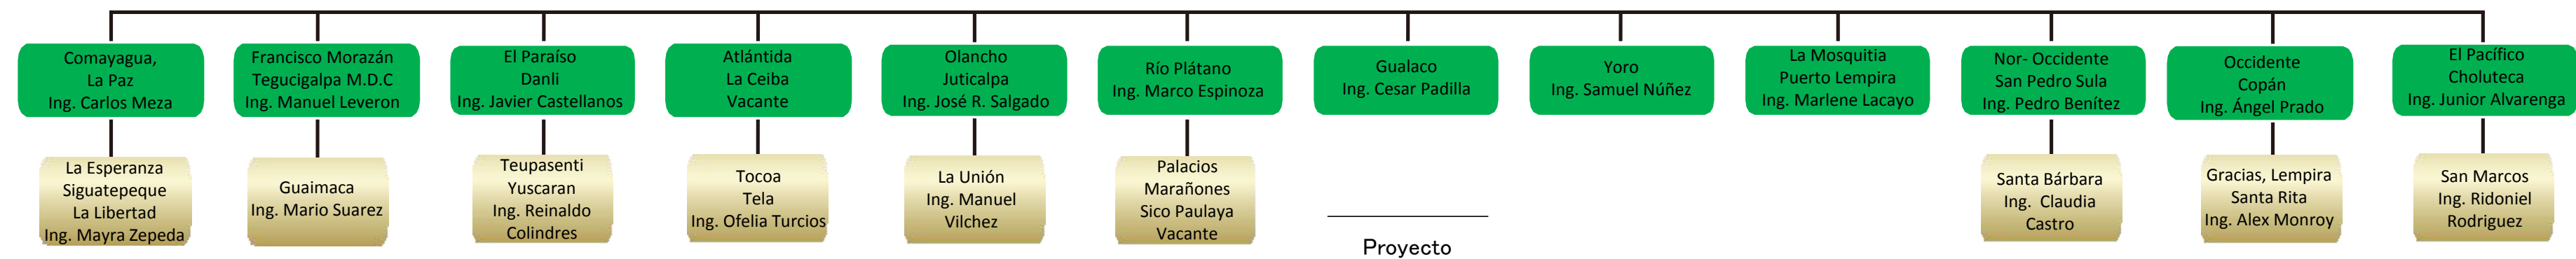 Comayagua,
La Paz
Ing. Carlos Meza
Francisco Morazán
Tegucigalpa M.D.C
Ing. Manuel Leveron
El Paraíso
Danli
Ing. Javier Castellanos
Atlántida
La Ceiba
Vacante
Olancho
Juticalpa
Ing. José R. Salgado
Río Plátano
Ing. Marco Espinoza
Gualaco
Ing. Cesar Padilla
Yoro
Ing. Samuel Núñez
La Mosquitia
Puerto Lempira
Ing. Marlene Lacayo
Nor- Occidente
San Pedro Sula
Ing. Pedro Benítez
Occidente
Copán
Ing. Ángel Prado
El Pacífico
Choluteca
Ing. Junior Alvarenga
La Esperanza
Siguatepeque
La Libertad
Ing. Mayra Zepeda
Guaimaca
Ing. Mario Suarez
Teupasenti
Yuscaran
Ing. Reinaldo
Colindres
Tocoa
Tela
Ing. Ofelia Turcios
La Unión
Ing. Manuel
Vilchez
Palacios
Marañones
Sico Paulaya
Vacante
Proyecto
Santa Bárbara
Ing. Claudia
Castro
Gracias, Lempira
Santa Rita
Ing. Alex Monroy
San Marcos
Ing. Ridoniel
Rodriguez